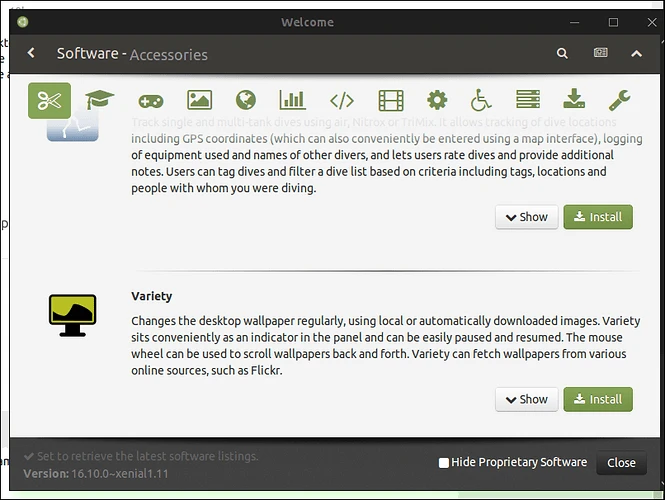 Welcome
Software - Accessories
Track single and multi-tank dives using air, Nitrox or TriMix. It allows tracking of dive locations
including GPS coordinates (which can also conveniently be entered using a map interface), logging
of equipment used and names of other divers, and lets users rate dives and provide additional
notes. Users can tag dives and filter a dive list based on criteria including tags, locations and
people with whom you were diving.
Show Install
Variety
Changes the desktop wallpaper regularly, using local or automatically downloaded images. Variety
sits conveniently as an indicator in the panel and can be easily paused and resumed. The mouse
wheel can be used to scroll wallpapers back and forth. Variety can fetch wallpapers from various
online sources, such as Flickr.
Show Install
Set to retrieve the latest software listings.
Version: 16.10.0~xenial1.11
Hide Proprietary Software Close